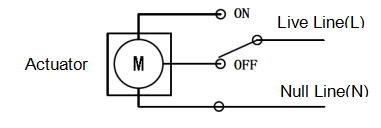 ON
Live Line(L)
Actuator
M
OFF
Null Line(N)